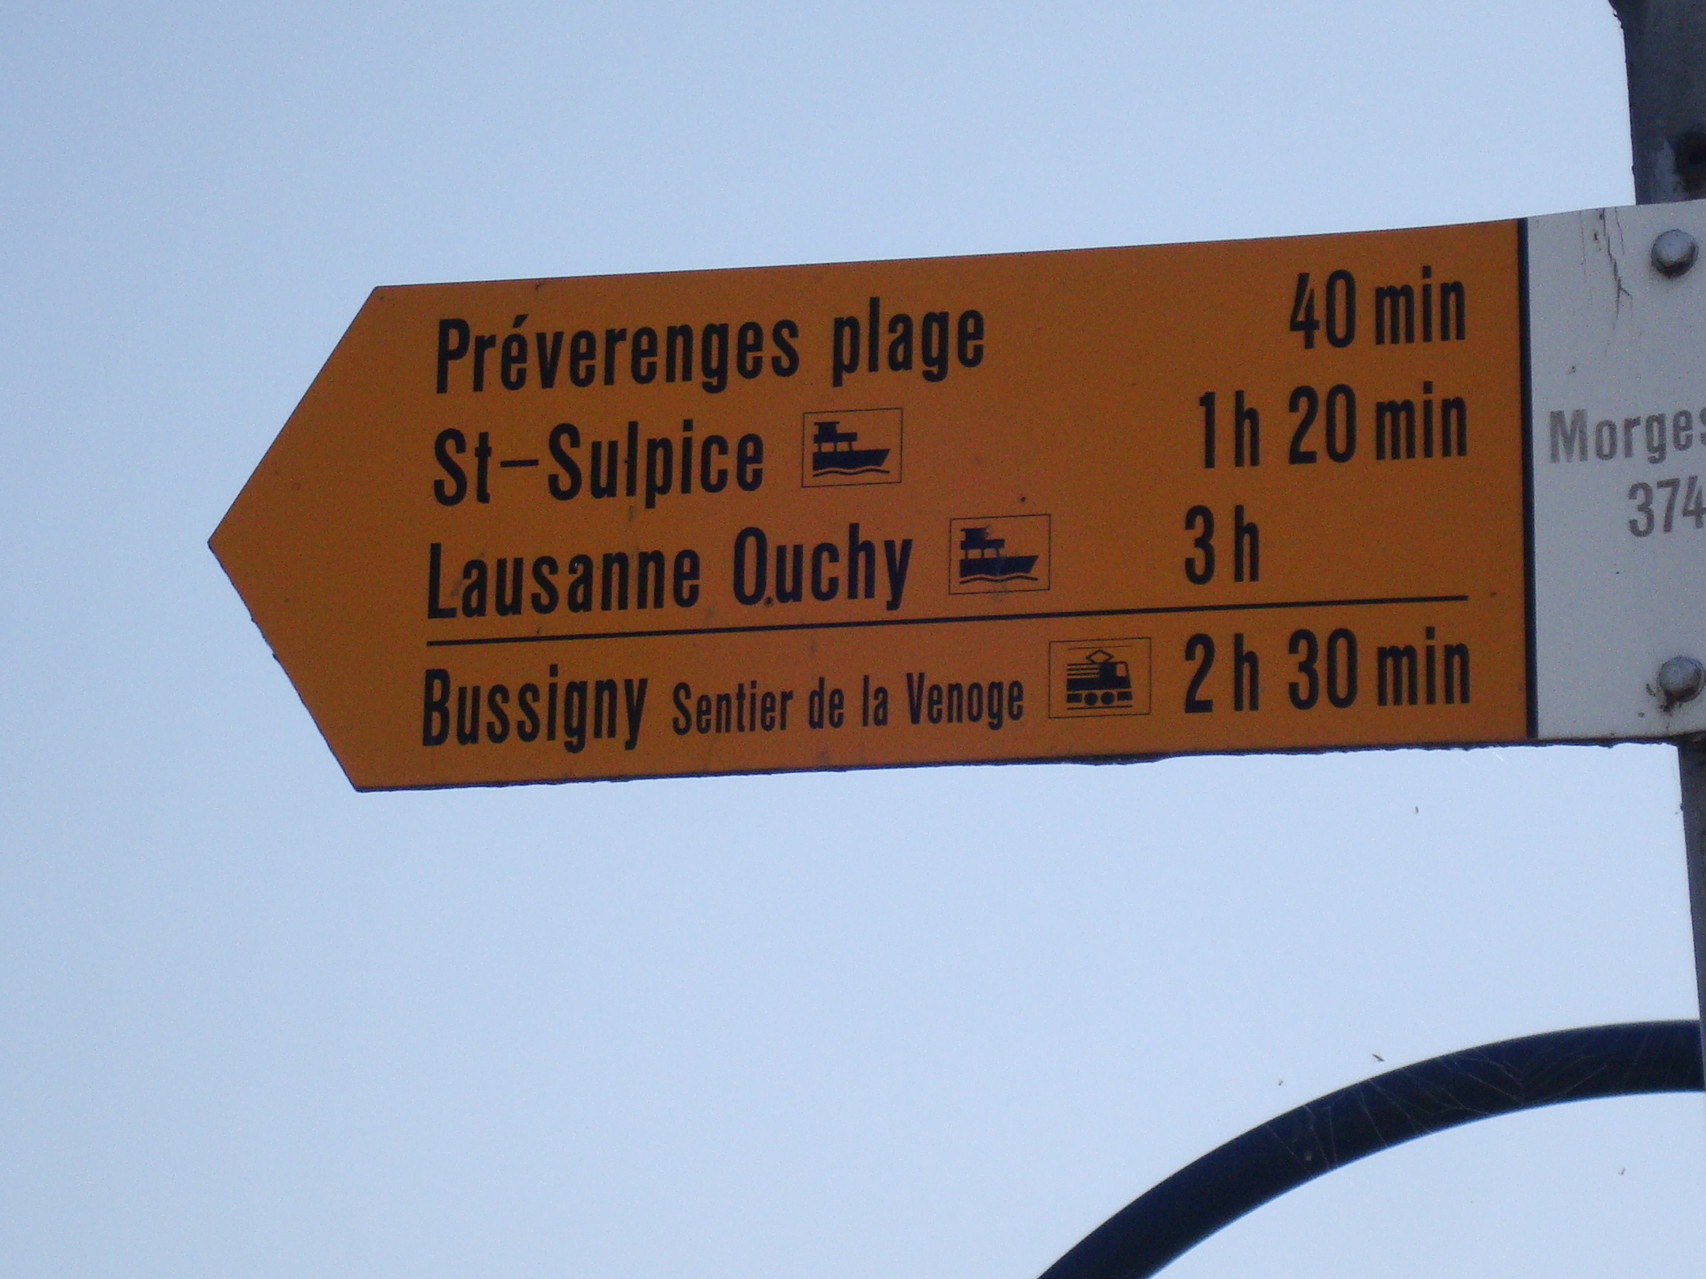 Préverenges plage 40 min
St-Sulpice 1h 20 min
Lausanne Ouchy 3h
Bussigny Sentier de la Venoge 2h 30 min
Morges
374